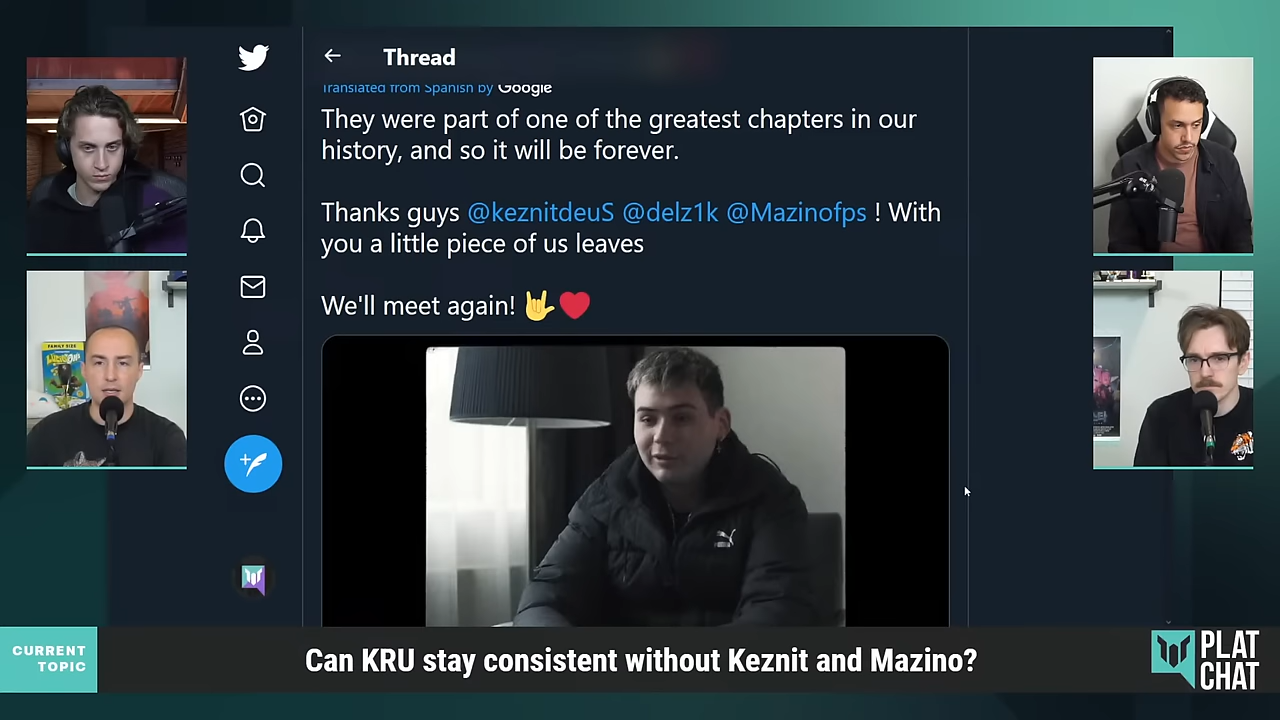 Thread
Translated from Spanish by Google
They were part of one of the greatest chapters in our
history, and so it will be forever.
Thanks guys @keznitdeuS @delz1k @Mazinofps ! With
you a little piece of us leaves
We'll meet again! 🤟❤️
FAMILY SIZE
CURRENT
TOPIC
Can KRU stay consistent without Keznit and Mazino?
PLAT
CHAT